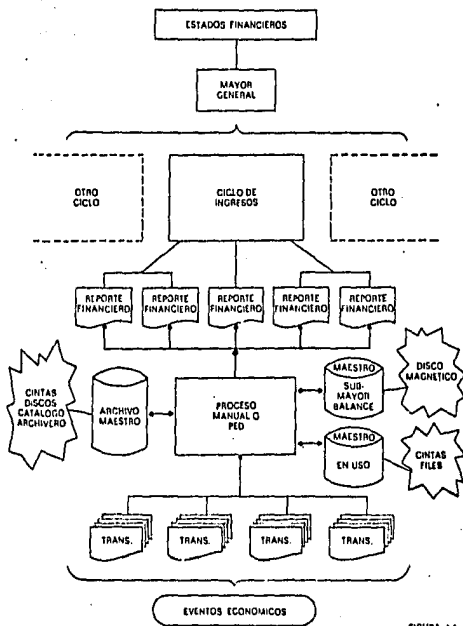 ESTADOS FINANCIEROS
MAYOR
GENERAL
OTRO
CICLO
CICLO DE
INGRESOS
OTRO
CICLO
REPORTE
FINANCIERO
REPORTE
FINANCIERO
REPORTE
FINANCIERO
REPORTE
FINANCIERO
REPORTE
FINANCIERO
CINTAS
DISCOS
CATALOGO
ARCHIVERO
ARCHIVO
MAESTRO
PROCESO
MANUAL O
PED
MAESTRO
SUB-
MAYOR
BALANCE
DISCO
MAGNETICO
MAESTRO
EN USO
CINTAS
FILES
TRANS.
TRANS.
TRANS.
TRANS.
EVENTOS ECONOMICOS
FIGURA